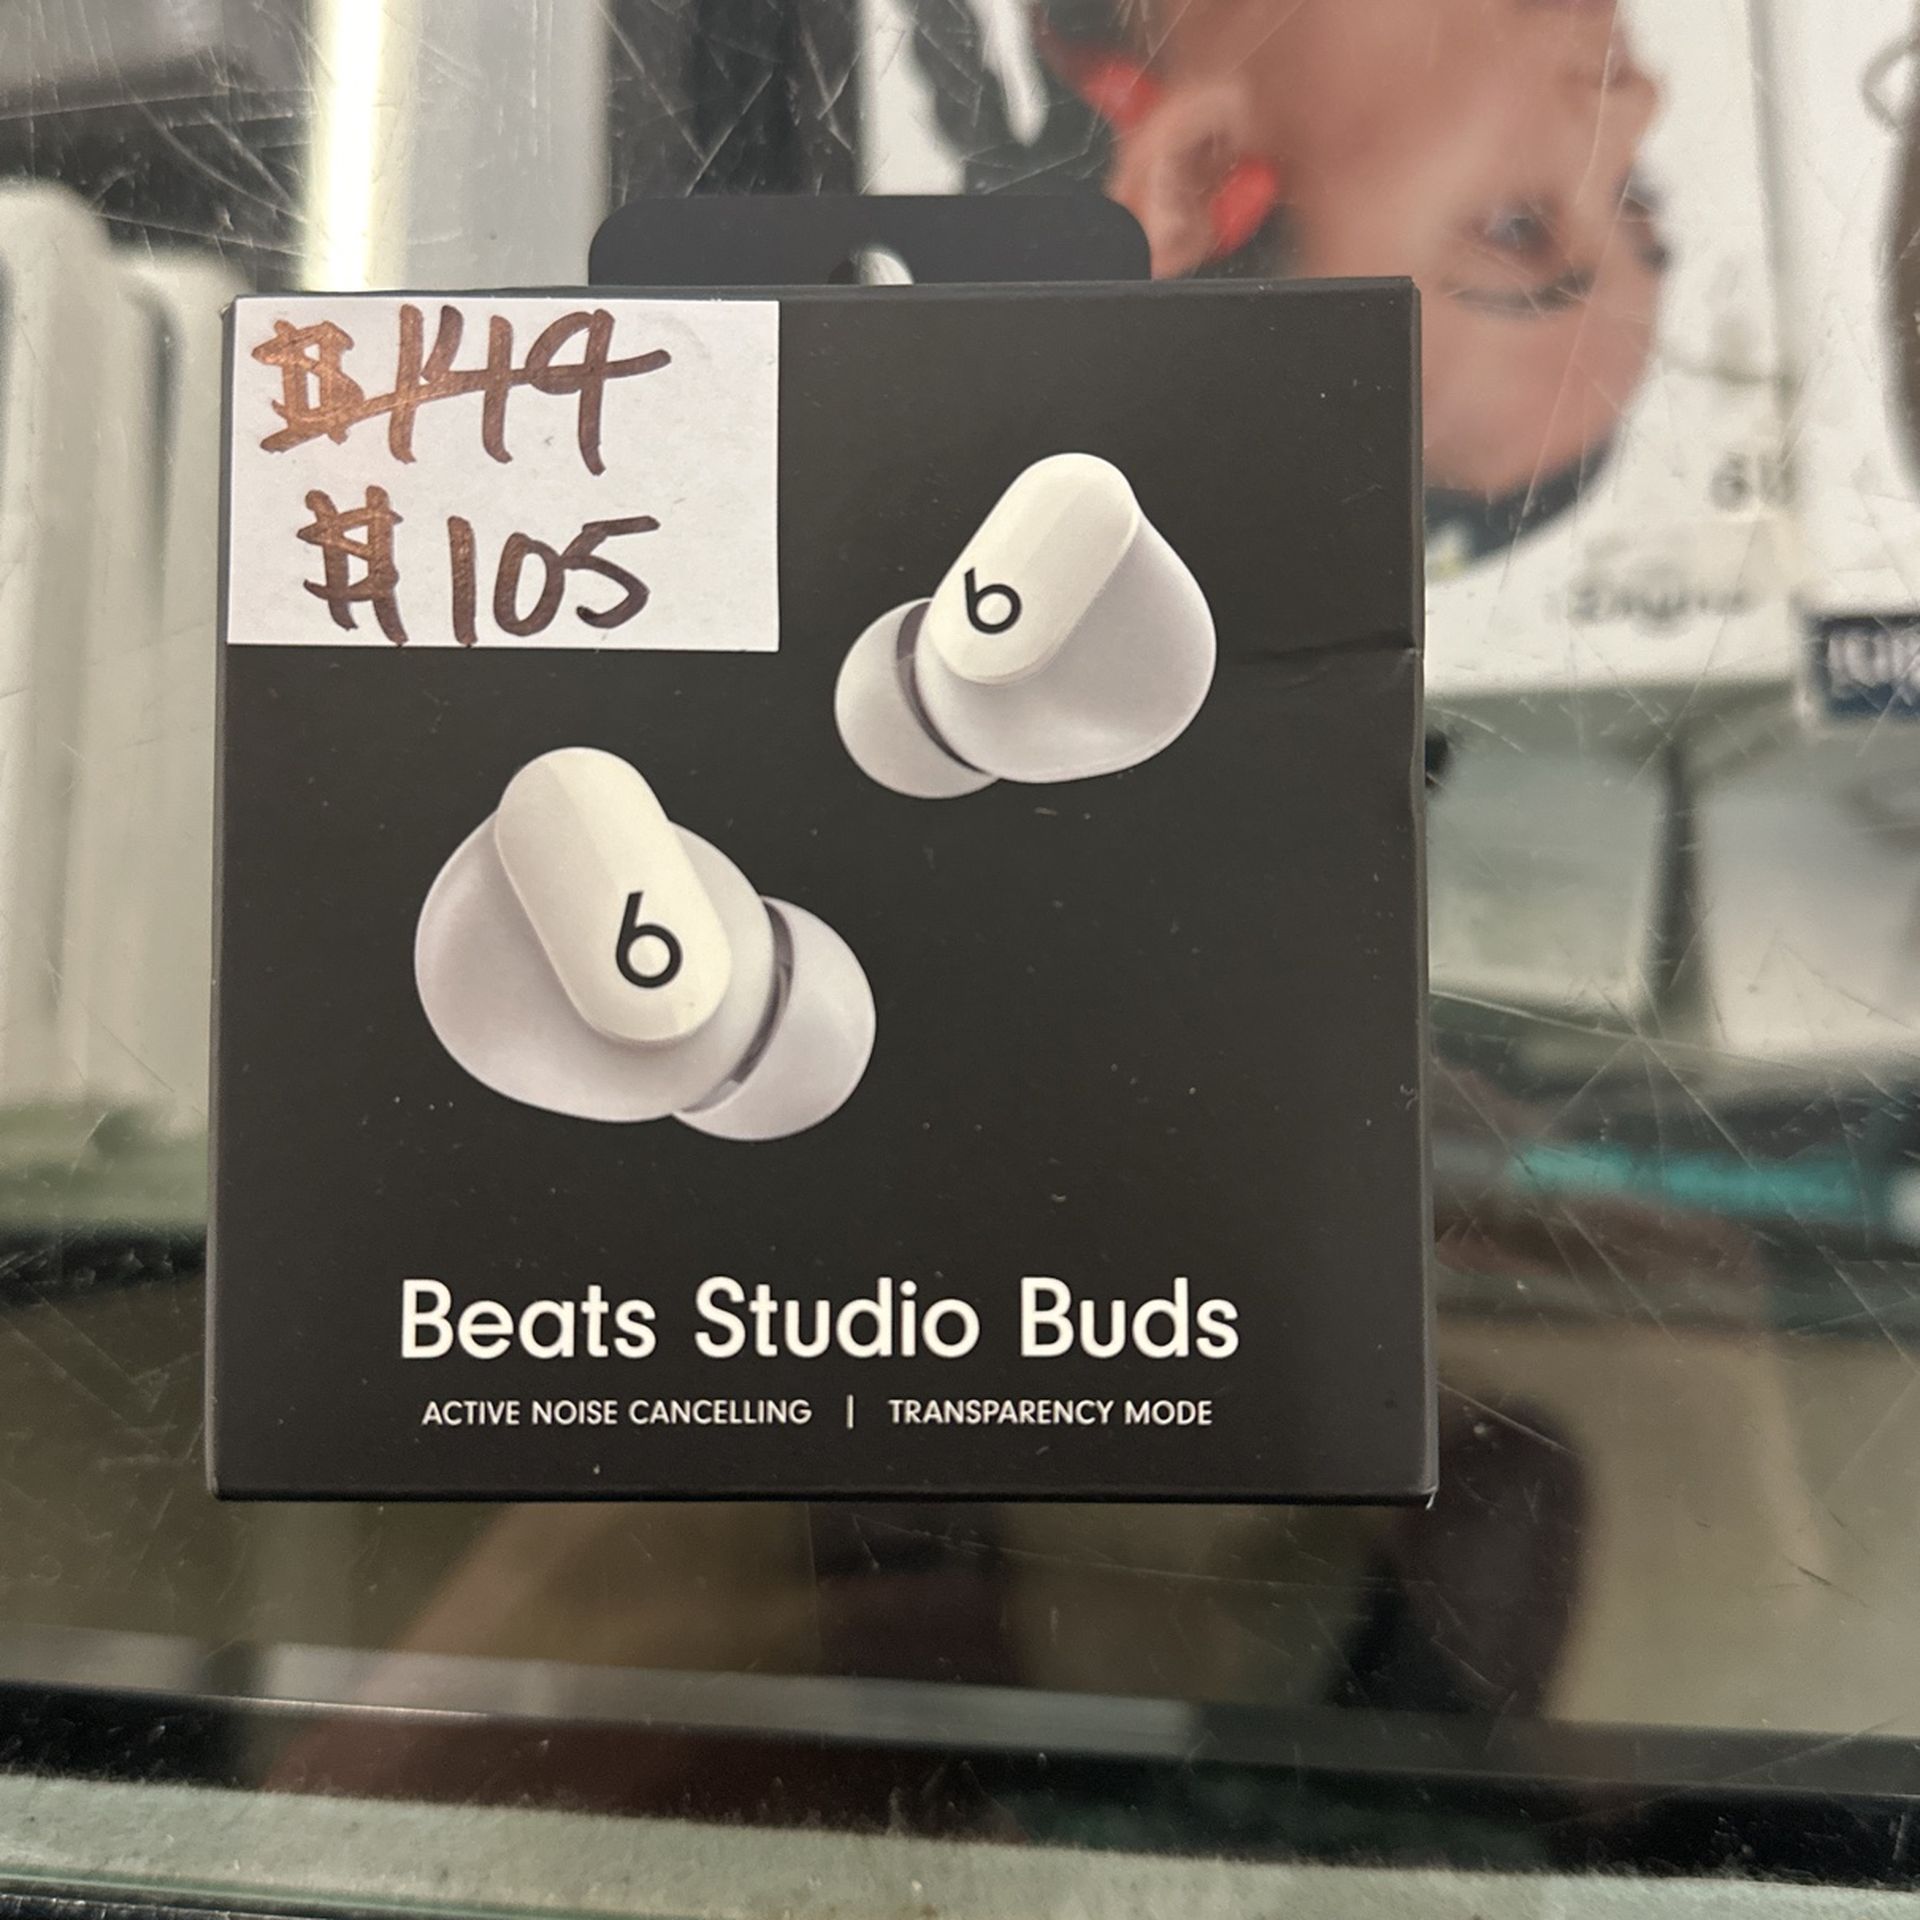 $149
$105
b
b
Beats Studio Buds
ACTIVE NOISE CANCELLING | TRANSPARENCY MODE